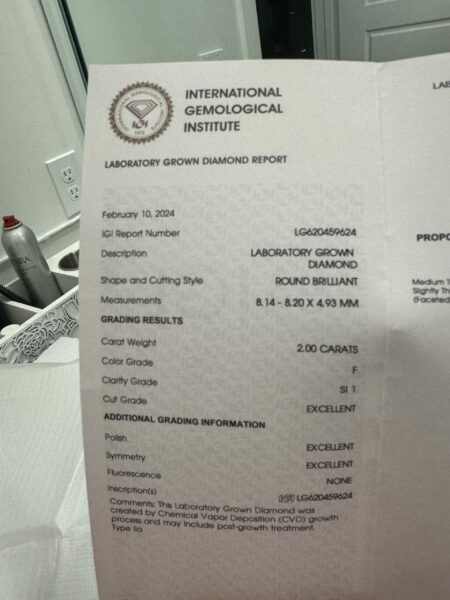 INTERNATIONAL
GEMOLOGICAL
INSTITUTE
LABORATORY GROWN DIAMOND REPORT
February 10, 2024
IGI Report Number LG620459624
Description LABORATORY GROWN
DIAMOND
Shape and Cutting Style ROUND BRILLIANT
Measurements 8.14 - 8.20 X 4.93 MM
GRADING RESULTS
Carat Weight 2.00 CARATS
Color Grade F
Clarity Grade SI 1
Cut Grade EXCELLENT
ADDITIONAL GRADING INFORMATION
Polish EXCELLENT
Symmetry EXCELLENT
Fluorescence NONE
Inscription(s) IGI LG620459624
Comments: This Laboratory Grown Diamond was
created by Chemical Vapor Deposition (CVD) growth
process and may include post-growth treatment.
Type IIa
LAB
PROPO
Medium
Slightly Th
(Faceted